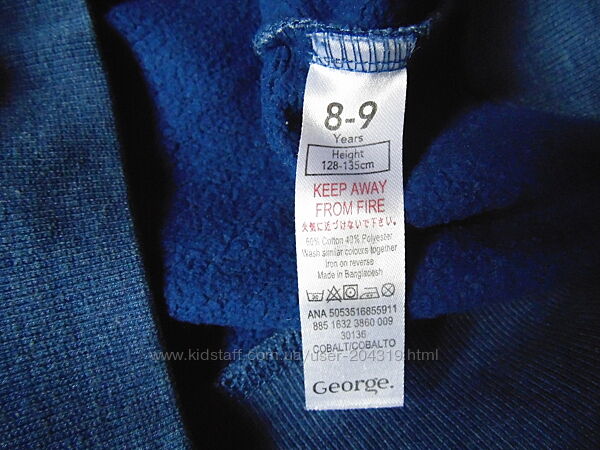 8-9
Years
Height
128-135cm
KEEP AWAY
FROM FIRE
火気に近づけないで下さい。
60% Cotton 40% Polyester
Wash similar colours together
Iron on reverse
Made in Bangladesh
ANA 5053516855911
885 1632 3860 009
30136
COBALT/COBALTO
www.kidstaff.com.ua/user-204319.html
George.